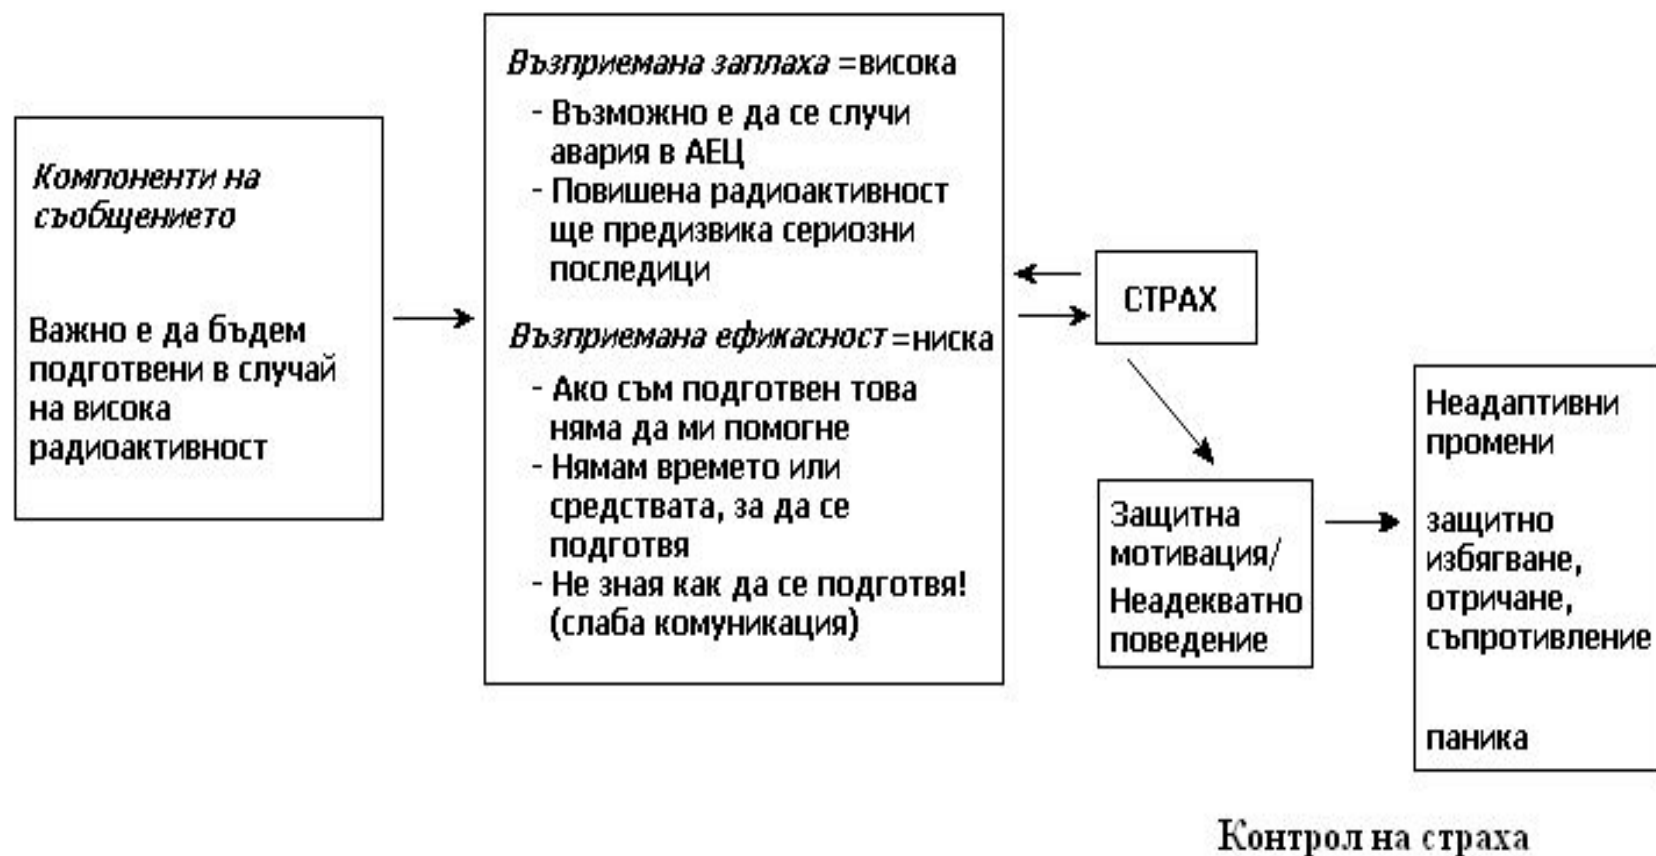 Компоненти на
съобщението
Важно е да бъдем
подготвени в случай
на висока
радиоактивност
Възприемана заплаха =висока
- Възможно е да се случи
авария в АЕЦ
- Повишена радиоактивност
ще предизвика сериозни
последици
Възприемана ефикасност=ниска
- Ако съм подготвен това
няма да ми помогне
- Нямам времето или
средствата, за да се
подготвя
- Не зная как да се подготвя!
(слаба комуникация)
СТРАХ
Защитна
мотивация/
Неадекватно
поведение
Неадаптивни
промени
защитно
избягване,
отричане,
съпротивление
паника
Контрол на страха